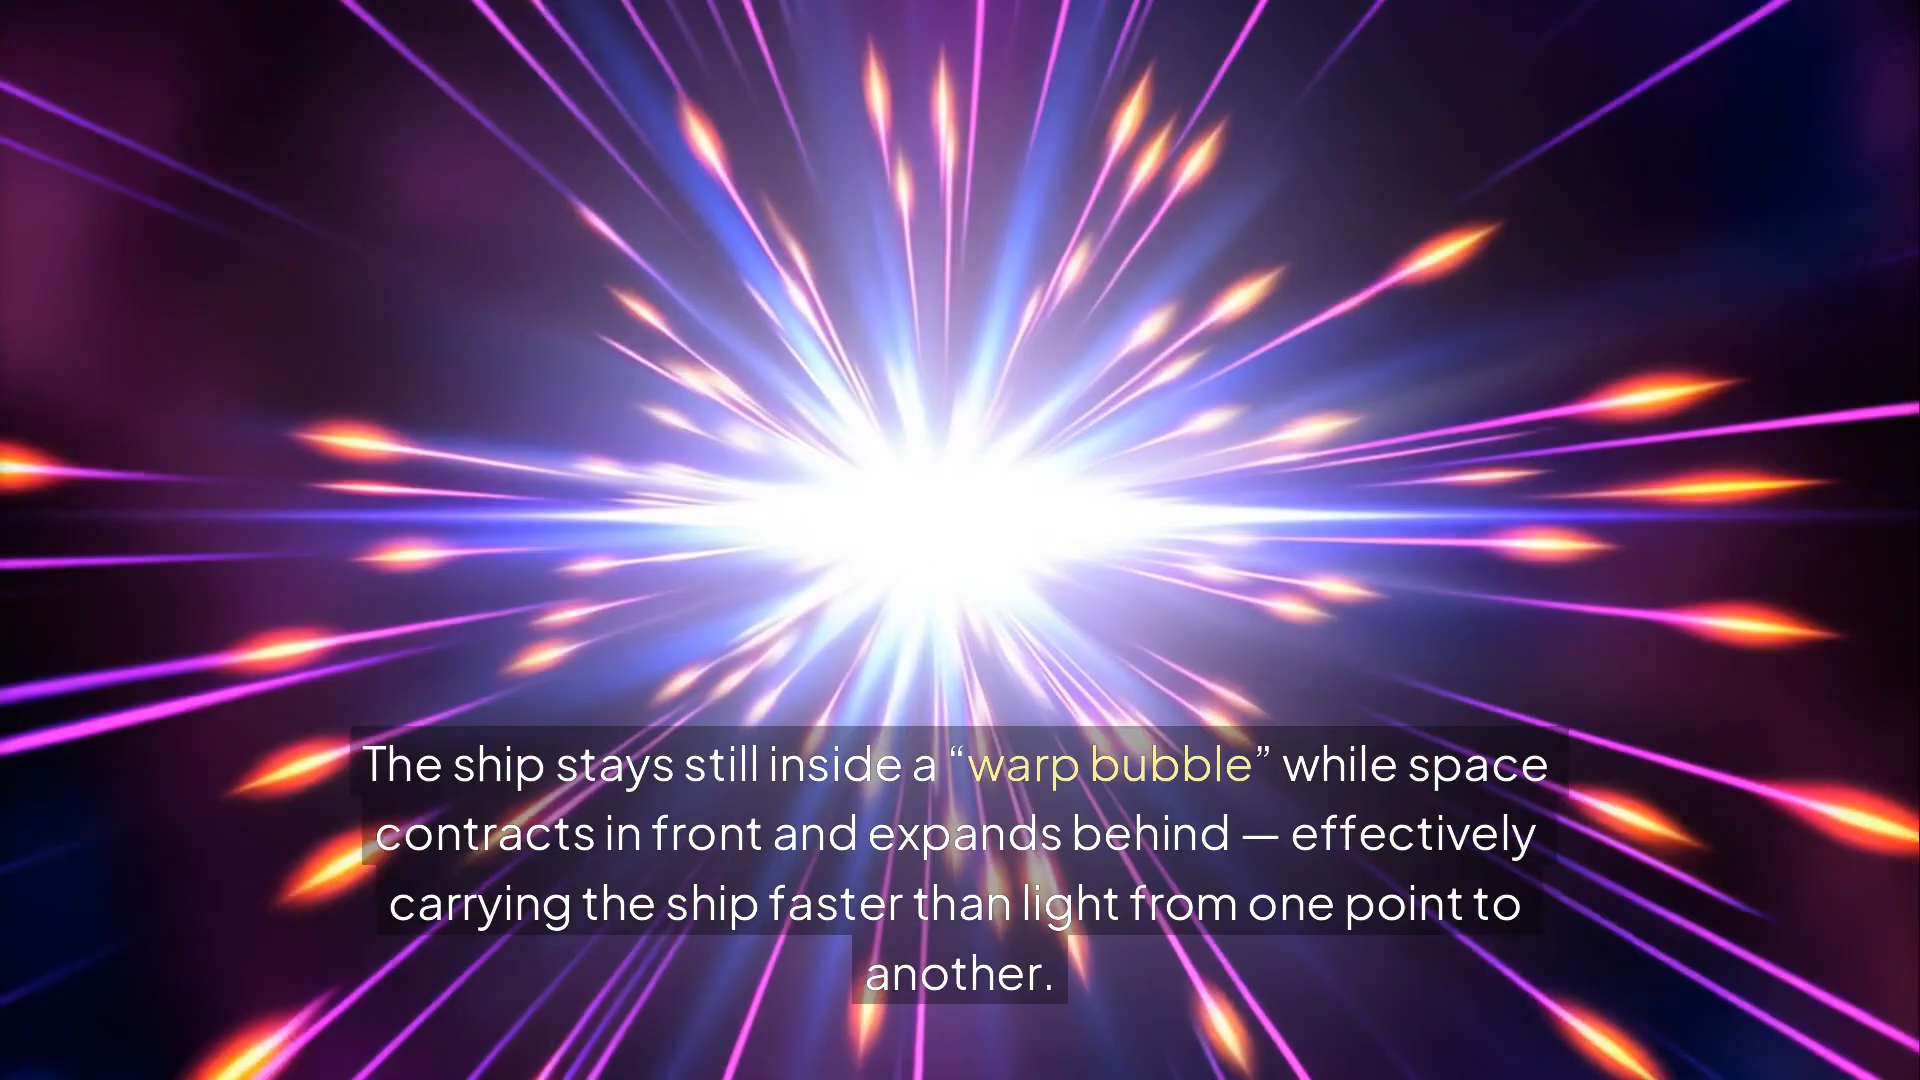 The ship stays still inside a “warp bubble” while space
contracts in front and expands behind — effectively
carrying the ship faster than light from one point to
another.